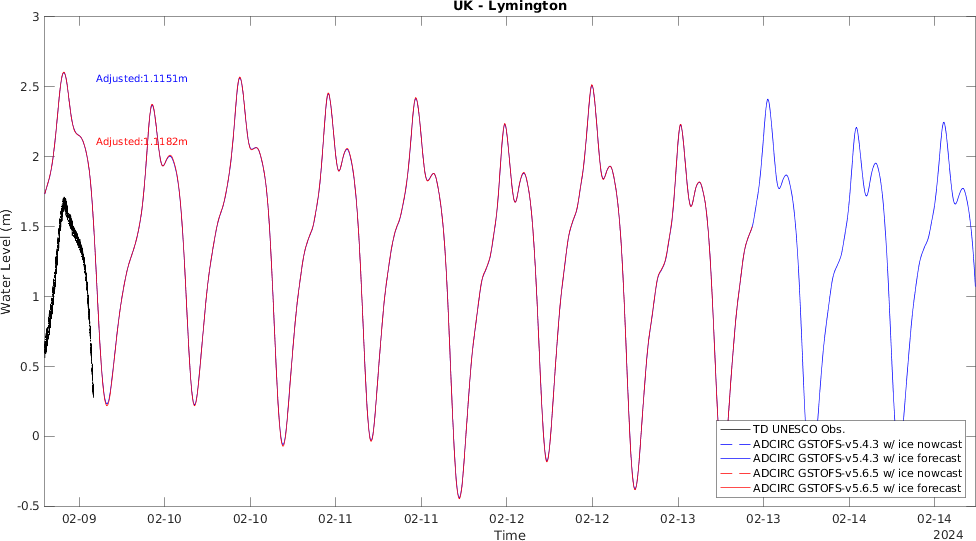 UK - Lymington
3
2.5
2
1.5
1
0.5
0
-0.5
Water Level (m)
Adjusted:1.1151m
Adjusted:1.1182m
TD UNESCO Obs.
ADCIRC GSTOFS-v5.4.3 w/ ice nowcast
ADCIRC GSTOFS-v5.4.3 w/ ice forecast
ADCIRC GSTOFS-v5.6.5 w/ ice nowcast
ADCIRC GSTOFS-v5.6.5 w/ ice forecast
02-09 02-10 02-10 02-11 02-11 02-12 02-12 02-13 02-13 02-14 02-14
Time
2024